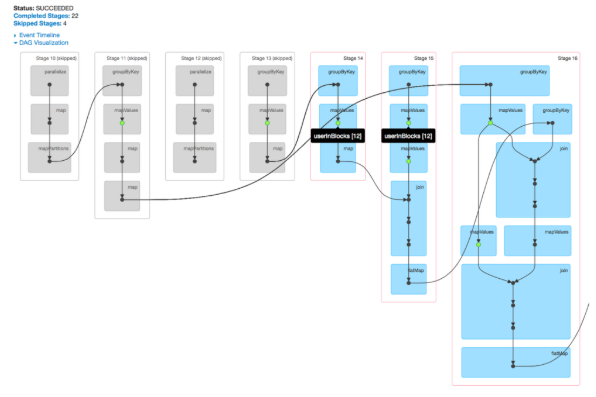 Status: SUCCEEDED
Completed Stages: 22
Skipped Stages: 4
Event Timeline
DAG Visualization
Stage 10 (skipped)
parallelize
map
mapPartitions
Stage 11 (skipped)
groupByKey
mapValues
map
map
Stage 12 (skipped)
parallelize
map
mapPartitions
Stage 13 (skipped)
groupByKey
mapValues
map
Stage 14
groupByKey
mapValues
userInBlocks [12]
map
Stage 15
groupByKey
mapValues
userInBlocks [12]
mapValues
join
flatMap
Stage 16
groupByKey
mapValues
groupByKey
join
mapValues
mapValues
join
flatMap